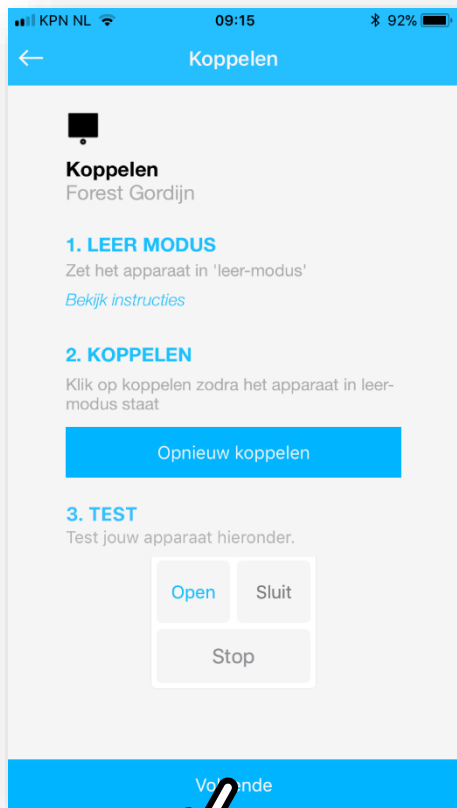 KPN NL 09:15 92%
Koppelen
Koppelen
Forest Gordijn
1. LEER MODUS
Zet het apparaat in 'leer-modus'
Bekijk instructies
2. KOPPELEN
Klik op koppelen zodra het apparaat in leer-
modus staat
Opnieuw koppelen
3. TEST
Test jouw apparaat hieronder.
Open Sluit
Stop
Volgende